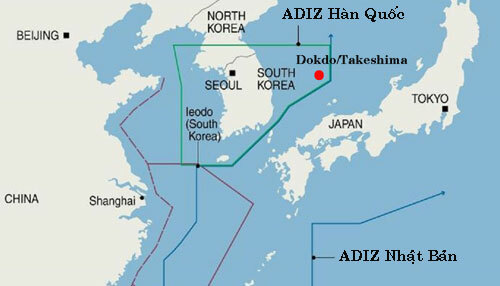 NORTH
KOREA
ADIZ Hàn Quốc
BEIJING
Dokdo/Takeshima
SEOUL
SOUTH
KOREA
Ieodo
(South
Korea)
TOKYO
JAPAN
CHINA
Shanghai
ADIZ Nhật Bản